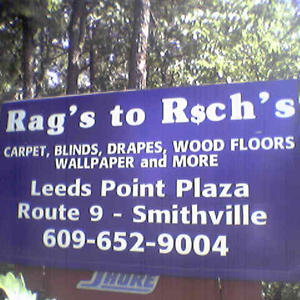 Rag's to R$ch's
CARPET, BLINDS, DRAPES, WOOD FLOORS
WALLPAPER and MORE
Leeds Point Plaza
Route 9 - Smithville
609-652-9004
SHORE